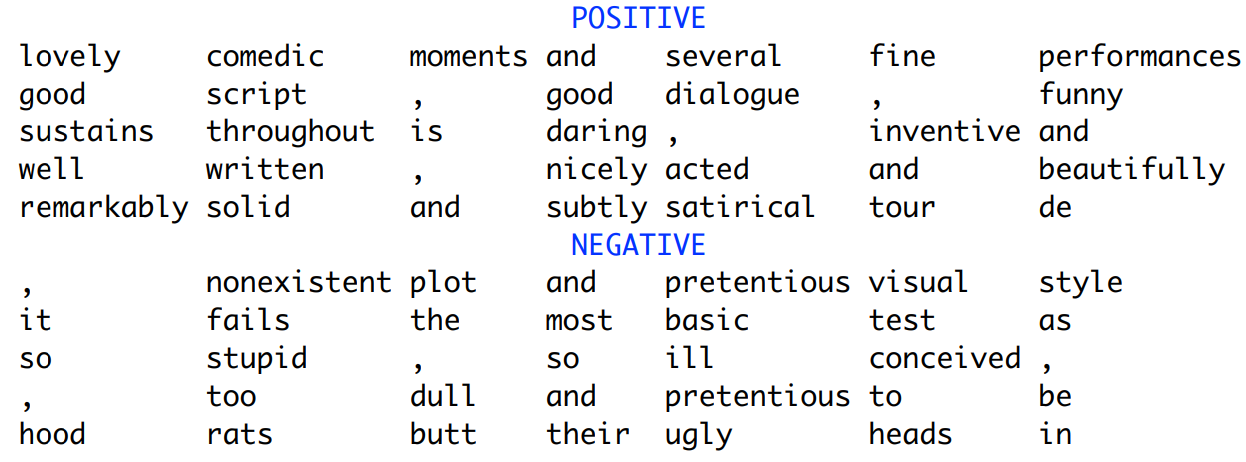 POSITIVE
lovely comedic moments and several fine performances
good script , good dialogue , funny
sustains throughout is daring , inventive and
well written , nicely acted and beautifully
remarkably solid and subtly satirical tour de
NEGATIVE
, nonexistent plot and pretentious visual style
it fails the most basic test as
so stupid , so ill conceived ,
, too dull and pretentious to be
hood rats butt their ugly heads in